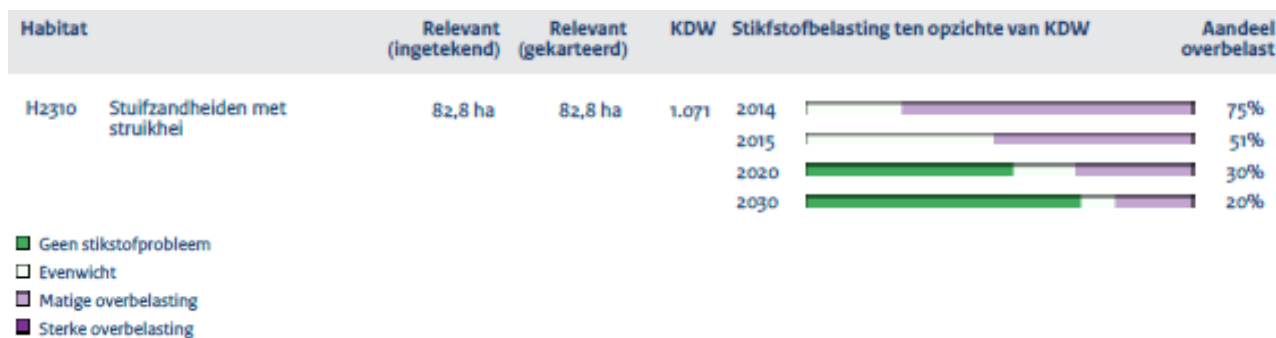 Habitat Relevant Relevant KDW Stikfstofbelasting ten opzichte van KDW Aandeel
(ingetekend) (gekarteerd) overbelast
H2310 Stuifzandheiden met 82,8 ha 82,8 ha 1.071 2014 75%
struikhei
2015 51%
2020 30%
2030 20%
Geen stikstofprobleem
Evenwicht
Matige overbelasting
Sterke overbelasting